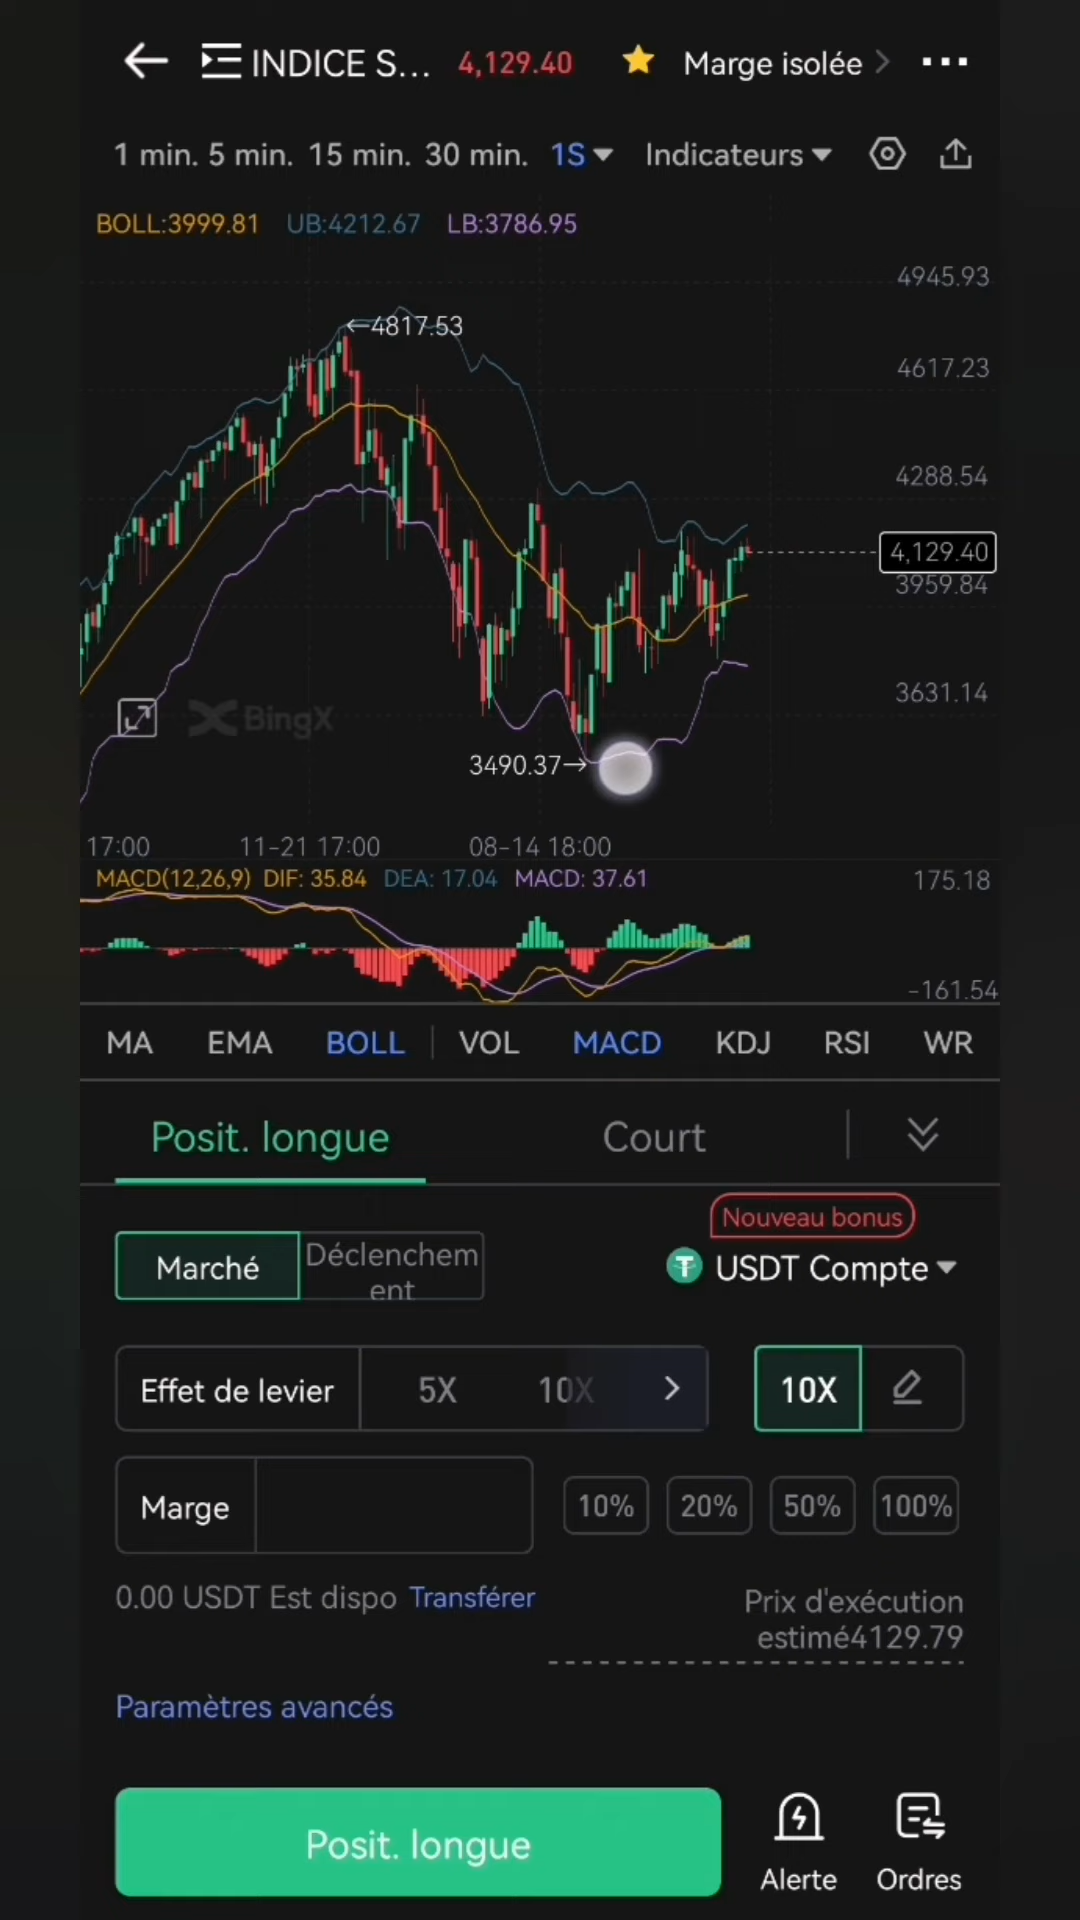 INDICE S... 4,129.40 Marge isolée
1 min. 5 min. 15 min. 30 min. 1S Indicateurs
BOLL:3999.81 UB:4212.67 LB:3786.95
4945.93
←4817.53
4617.23
4288.54
4,129.40
3959.84
3631.14
BingX
3490.37→
17:00 11-21 17:00 08-14 18:00
MACD(12,26,9) DIF: 35.84 DEA: 17.04 MACD: 37.61 175.18
-161.54
MA EMA BOLL VOL MACD KDJ RSI WR
Posit. longue Court
Nouveau bonus
Marché Déclenchem
ent
USDT Compte
Effet de levier 5X 10X 10X
Marge 10% 20% 50% 100%
0.00 USDT Est dispo Transférer
Prix d'exécution
estimé4129.79
Paramètres avancés
Posit. longue
Alerte Ordres